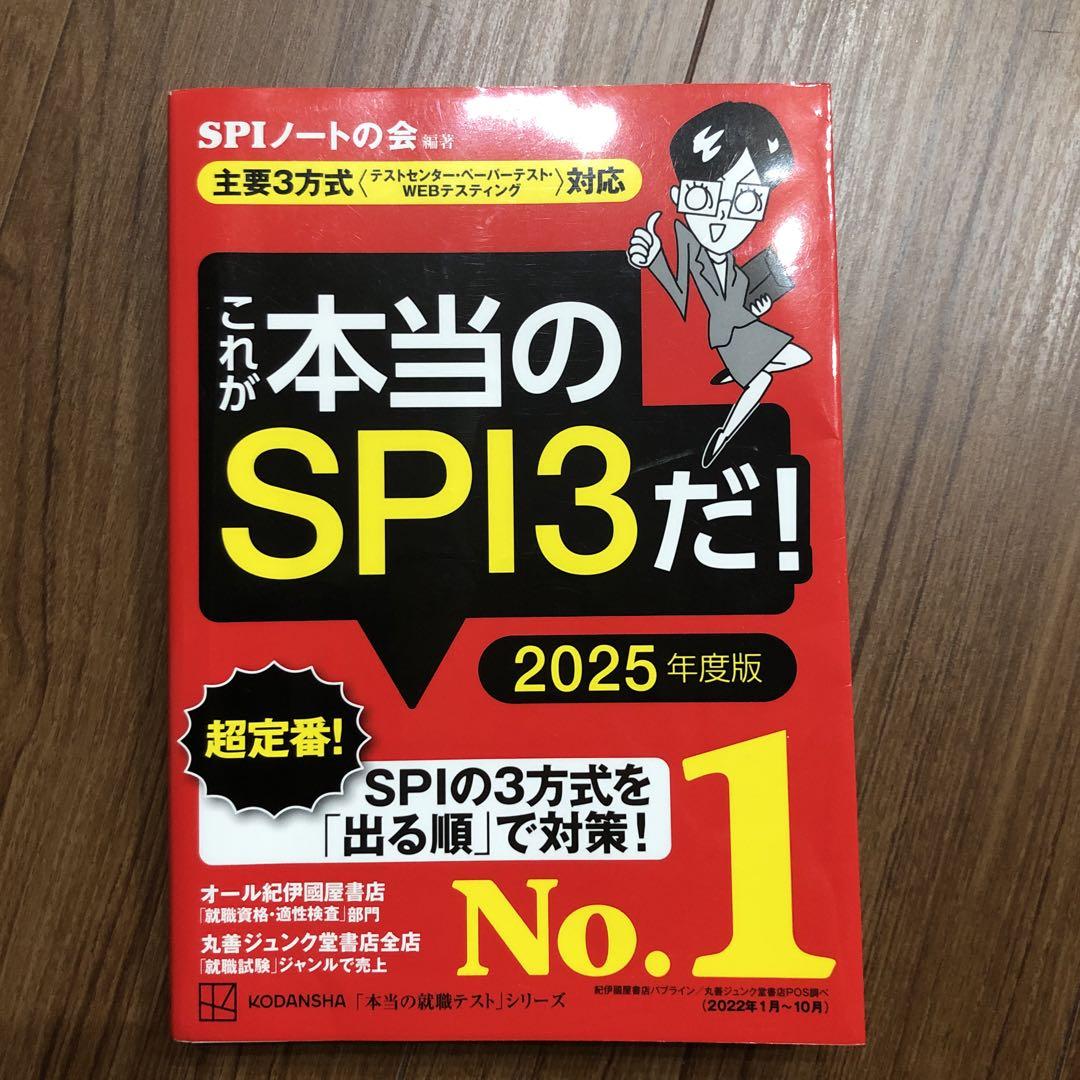 SPIノートの会 編著
主要3方式〈テストセンター・ペーパーテスト・WEBテスティング〉対応
これが
本当の
SPI3だ!
2025年度版
超定番!
SPIの3方式を
「出る順」で対策!
No.1
オール紀伊國屋書店
「就職資格・適性検査」部門
丸善ジュンク堂書店全店
「就職試験」ジャンルで売上
紀伊國屋書店パブライン/丸善ジュンク堂書店POS調べ
(2022年1月~10月)
KODANSHA「本当の就職テスト」シリーズ